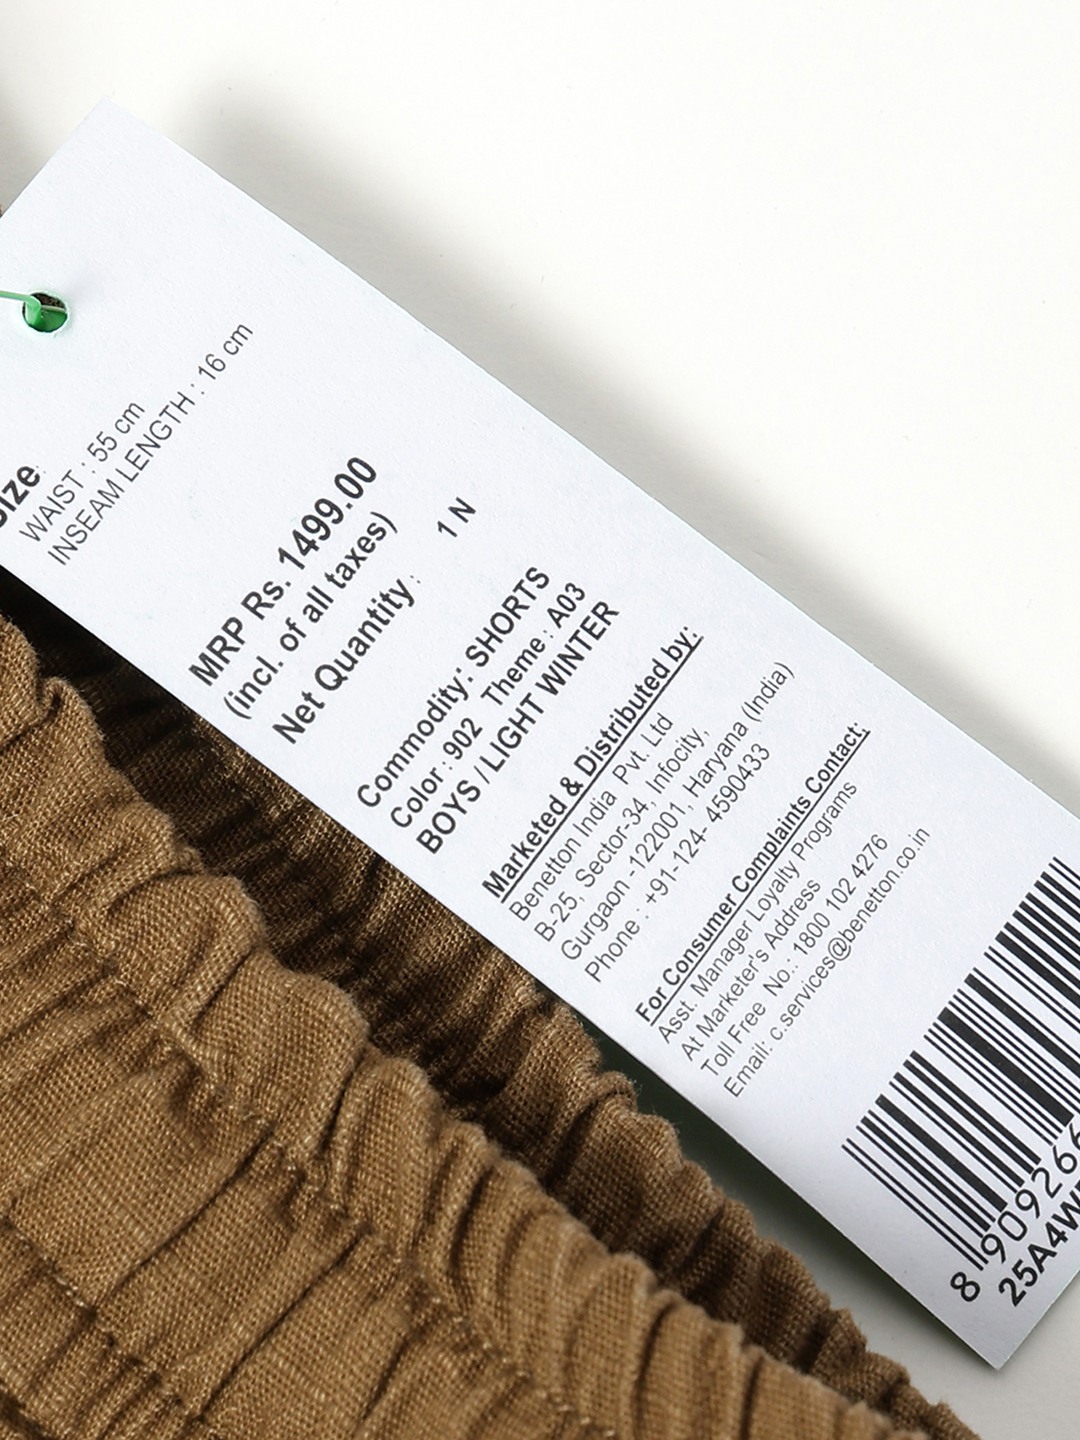 WAIST : 55 cm
INSEAM LENGTH : 16 cm
MRP Rs. 1499.00
(incl. of all taxes)
Net Quantity : 1 N
Commodity: SHORTS
Color : 902 Theme : A03
BOYS / LIGHT WINTER
Marketed & Distributed by:
Benetton India Pvt. Ltd
B-25, Sector-34, Infocity,
Gurgaon -122001, Haryana (India)
Phone : +91-124- 4590433
For Consumer Complaints Contact:
Asst. Manager Loyalty Programs
At Marketer's Address
Toll Free No.: 1800 102 4276
Email: c.services@benetton.co.in
8 909266
25A4W